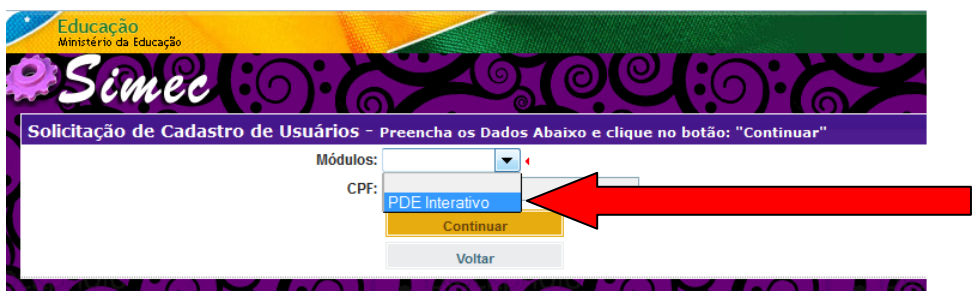 Educação
Ministério da Educação
Simec
Solicitação de Cadastro de Usuários - Preencha os Dados Abaixo e clique no botão: "Continuar"
Módulos:
CPF:
PDE Interativo
Continuar
Voltar